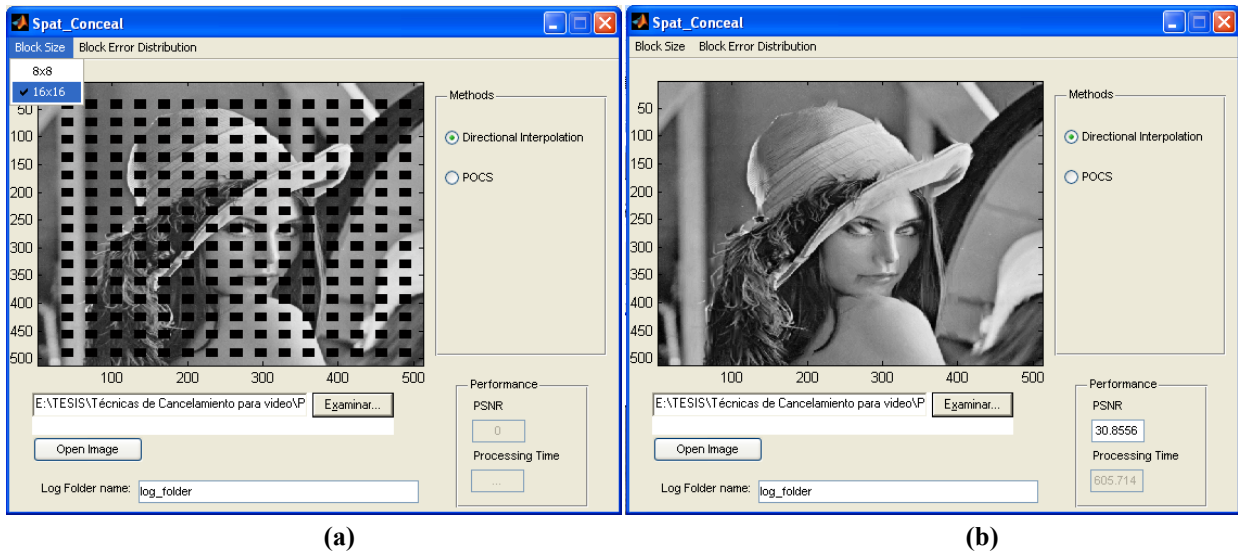 Spat_Conceal
Block Size Block Error Distribution
8x8
16x16
50
100
150
200
250
300
350
400
450
500
100 200 300 400 500
Methods
Directional Interpolation
POCS
E:\TESIS\Técnicas de Cancelamiento para video\P
Examinar...
Open Image
Performance
PSNR
0
Processing Time
...
Log Folder name: log_folder
(a)
Spat_Conceal
Block Size Block Error Distribution
50
100
150
200
250
300
350
400
450
500
100 200 300 400 500
Methods
Directional Interpolation
POCS
E:\TESIS\Técnicas de Cancelamiento para video\P
Examinar...
Open Image
Performance
PSNR
30.8556
Processing Time
605.714
Log Folder name: log_folder
(b)